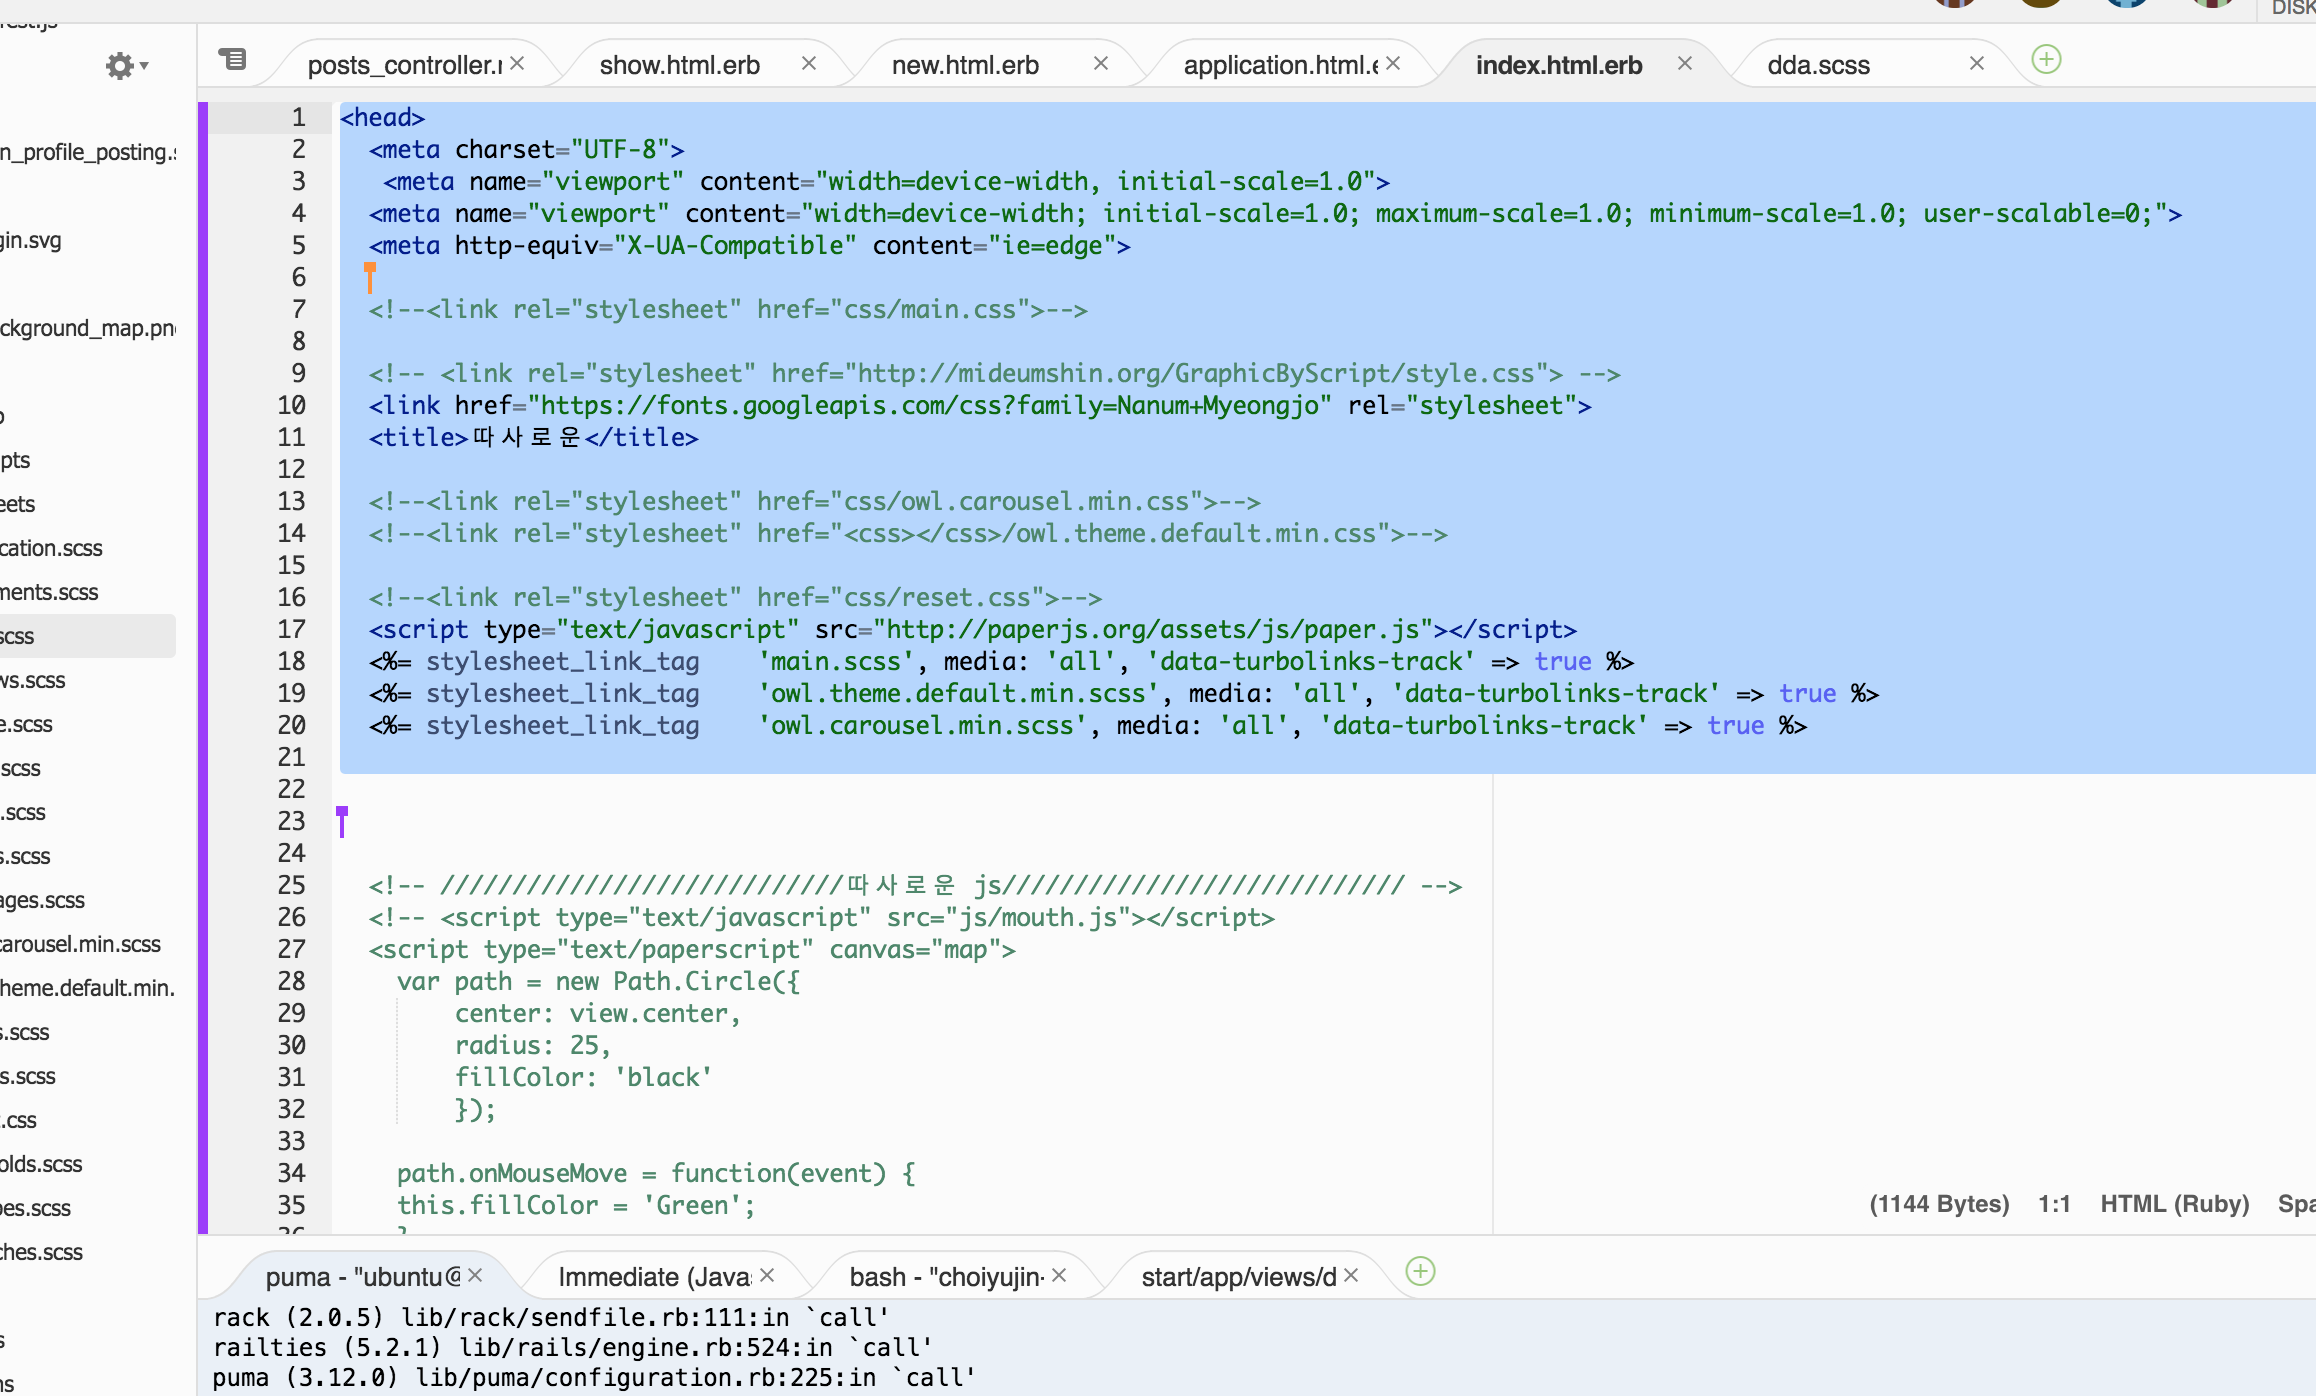 DISK
posts_controller.r
show.html.erb
new.html.erb
application.html.e
index.html.erb
dda.scss
n_profile_posting.s
gin.svg
ckground_map.pn
pts
eets
cation.scss
ments.scss
scss
ws.scss
e.scss
.scss
.scss
s.scss
ages.scss
carousel.min.scss
heme.default.min.
s.scss
s.scss
.css
olds.scss
pes.scss
ches.scss
s
ns
1 <head>
2 <meta charset="UTF-8">
3 <meta name="viewport" content="width=device-width, initial-scale=1.0">
4 <meta name="viewport" content="width=device-width; initial-scale=1.0; maximum-scale=1.0; minimum-scale=1.0; user-scalable=0;">
5 <meta http-equiv="X-UA-Compatible" content="ie=edge">
6
7 <!--<link rel="stylesheet" href="css/main.css">-->
8
9 <!-- <link rel="stylesheet" href="http://mideumshin.org/GraphicByScript/style.css"> -->
10 <link href="https://fonts.googleapis.com/css?family=Nanum+Myeongjo" rel="stylesheet">
11 <title>따사로운</title>
12
13 <!--<link rel="stylesheet" href="css/owl.carousel.min.css">-->
14 <!--<link rel="stylesheet" href="<css></css>/owl.theme.default.min.css">-->
15
16 <!--<link rel="stylesheet" href="css/reset.css">-->
17 <script type="text/javascript" src="http://paperjs.org/assets/js/paper.js"></script>
18 <%= stylesheet_link_tag 'main.scss', media: 'all', 'data-turbolinks-track' => true %>
19 <%= stylesheet_link_tag 'owl.theme.default.min.scss', media: 'all', 'data-turbolinks-track' => true %>
20 <%= stylesheet_link_tag 'owl.carousel.min.scss', media: 'all', 'data-turbolinks-track' => true %>
21
22
23
24
25 <!-- ////////////////////////////따사로운 js//////////////////////////// -->
26 <!-- <script type="text/javascript" src="js/mouth.js"></script>
27 <script type="text/paperscript" canvas="map">
28 var path = new Path.Circle({
29 center: view.center,
30 radius: 25,
31 fillColor: 'black'
32 });
33
34 path.onMouseMove = function(event) {
35 this.fillColor = 'Green';
(1144 Bytes) 1:1 HTML (Ruby) Spa
puma - "ubuntu@
Immediate (Javas
bash - "choiyujin-
start/app/views/d
rack (2.0.5) lib/rack/sendfile.rb:111:in `call'
railties (5.2.1) lib/rails/engine.rb:524:in `call'
puma (3.12.0) lib/puma/configuration.rb:225:in `call'